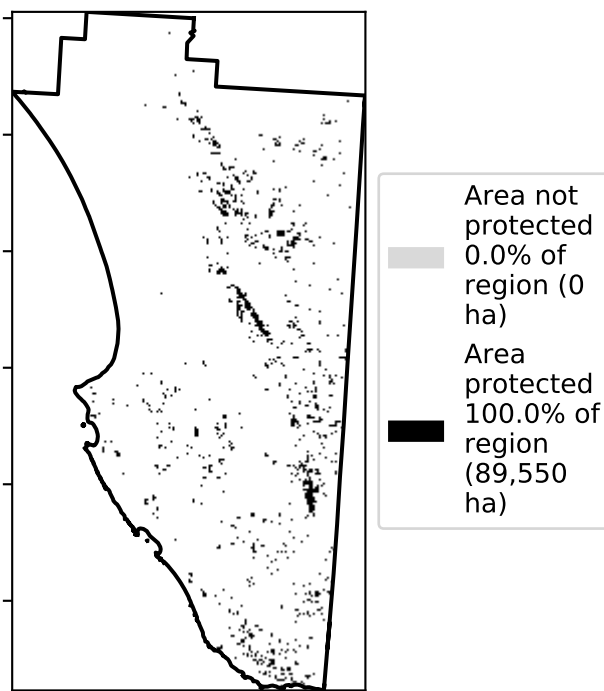 Area not
protected
0.0% of
region (0
ha)
Area
protected
100.0% of
region
(89,550
ha)